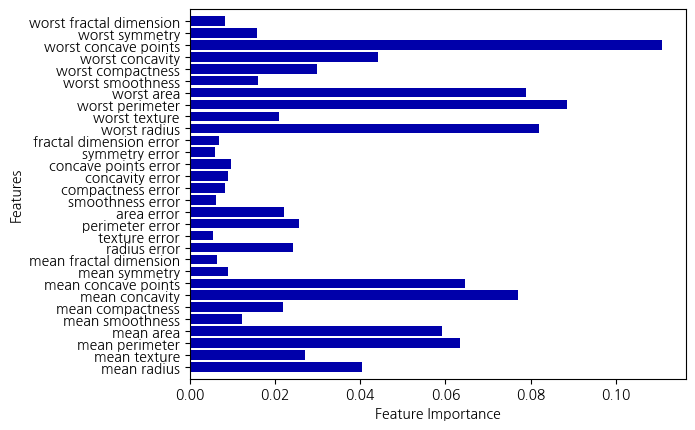 worst fractal dimension
worst symmetry
worst concave points
worst concavity
worst compactness
worst smoothness
worst area
worst perimeter
worst texture
worst radius
fractal dimension error
symmetry error
concave points error
concavity error
compactness error
smoothness error
area error
perimeter error
texture error
radius error
mean fractal dimension
mean symmetry
mean concave points
mean concavity
mean compactness
mean smoothness
mean area
mean perimeter
mean texture
mean radius
Features
0.00 0.02 0.04 0.06 0.08 0.10
Feature Importance